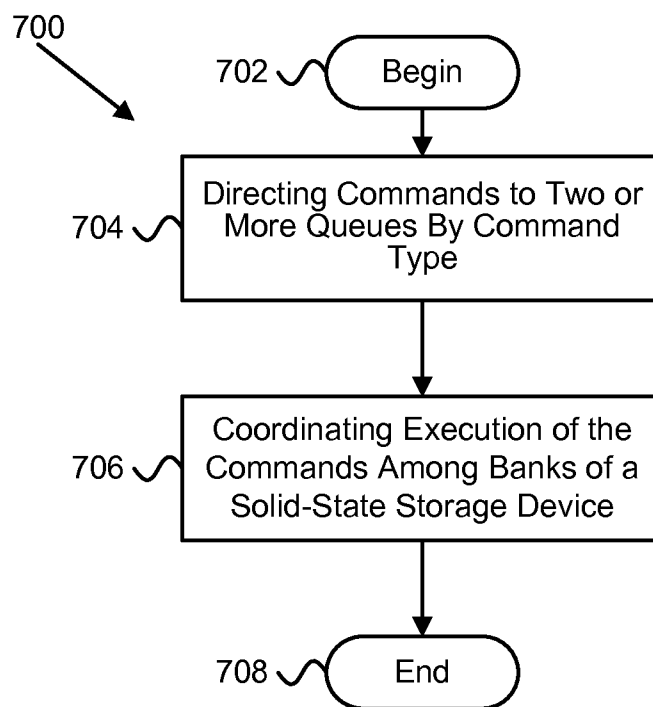 700
702
Begin
704
Directing Commands to Two or
More Queues By Command
Type
706
Coordinating Execution of the
Commands Among Banks of a
Solid-State Storage Device
708
End